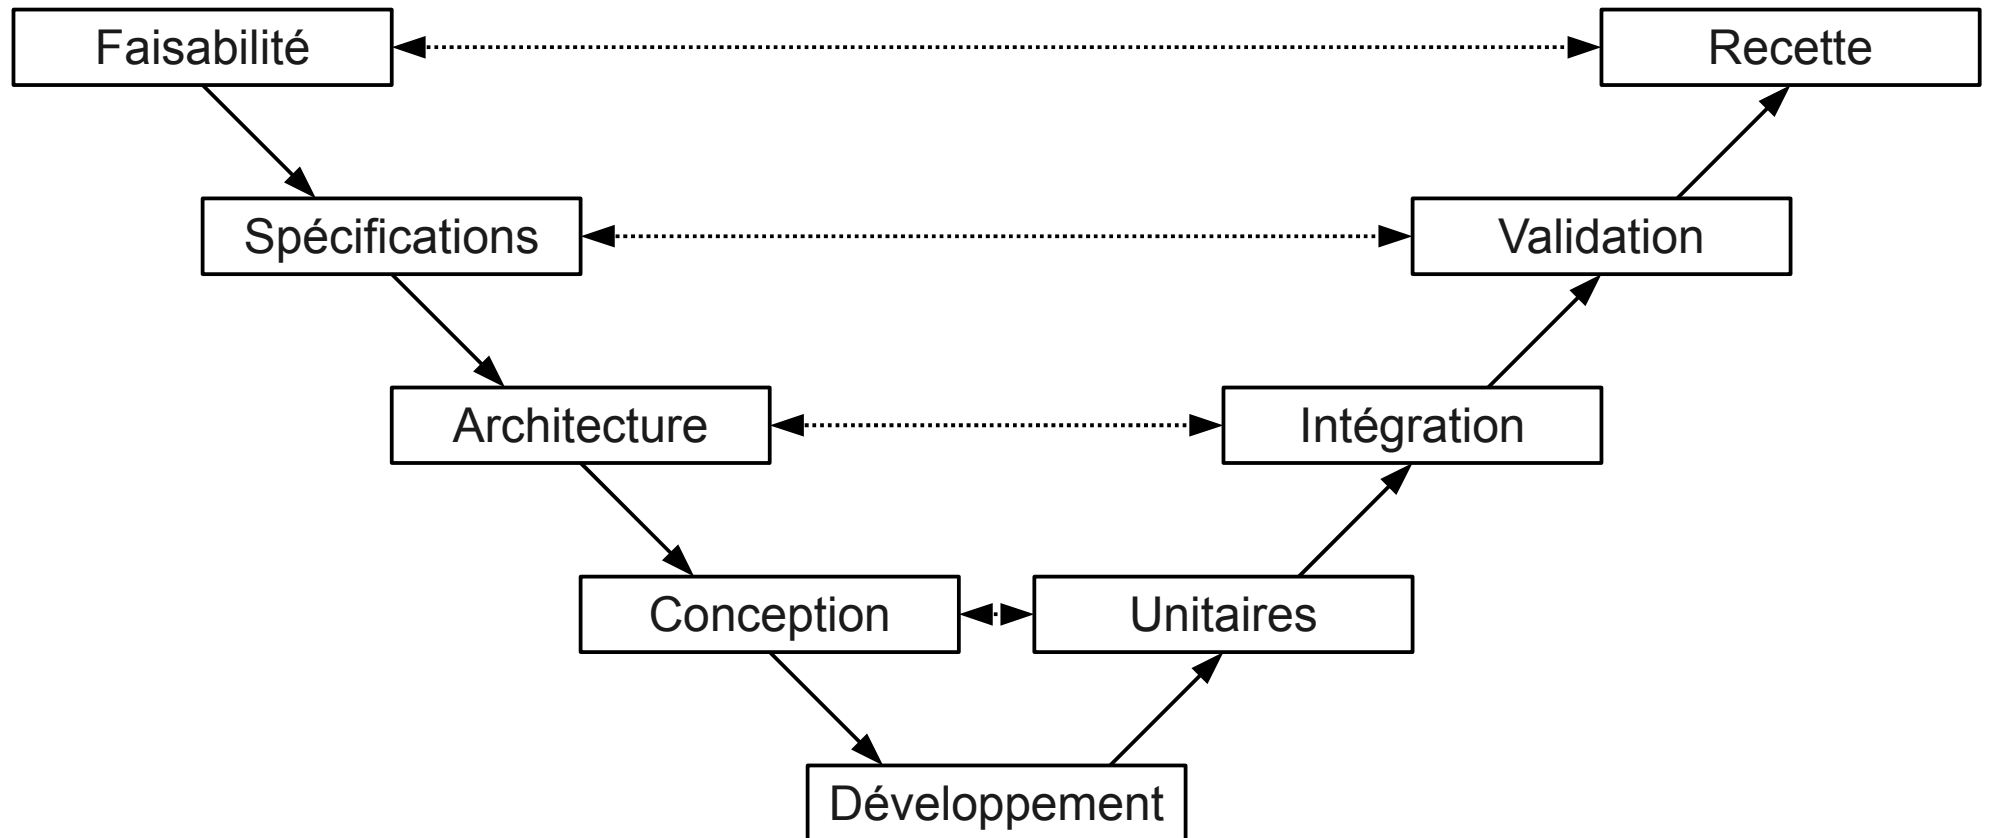 Faisabilité
Recette
Spécifications
Validation
Architecture
Intégration
Conception
Unitaires
Développement